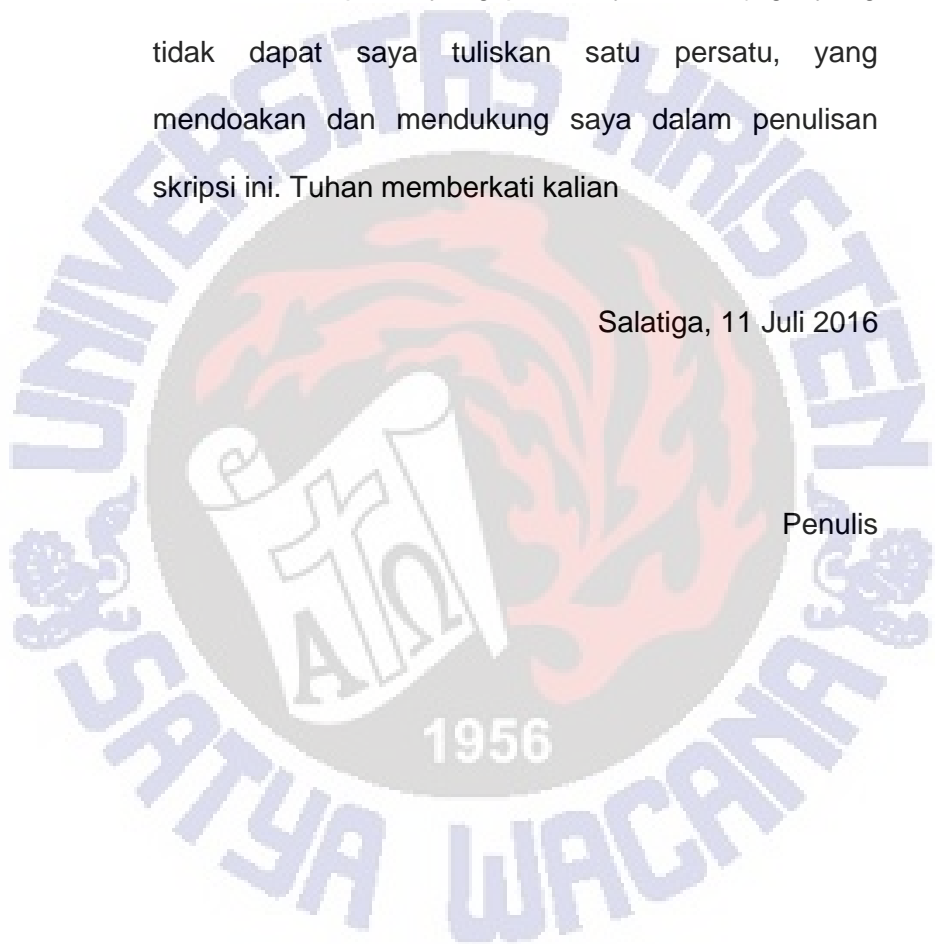 tidak dapat saya tuliskan satu persatu, yang
mendoakan dan mendukung saya dalam penulisan
skripsi ini. Tuhan memberkati kalian
Salatiga, 11 Juli 2016
Penulis
UNIVERSITAS KRISTEN
SATYA WACANA
Α Ω
1956